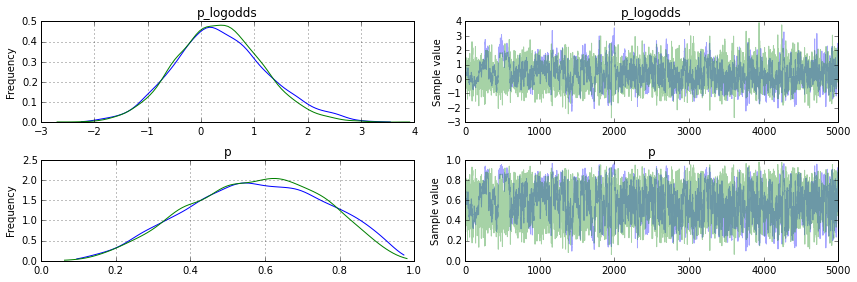 p_logodds
Frequency
0.5
0.4
0.3
0.2
0.1
0.0
−3 −2 −1 0 1 2 3 4
p_logodds
Sample value
4
3
2
1
0
−1
−2
−3
0 1000 2000 3000 4000 5000
p
Frequency
2.5
2.0
1.5
1.0
0.5
0.0
0.0 0.2 0.4 0.6 0.8 1.0
p
Sample value
1.0
0.8
0.6
0.4
0.2
0.0
0 1000 2000 3000 4000 5000